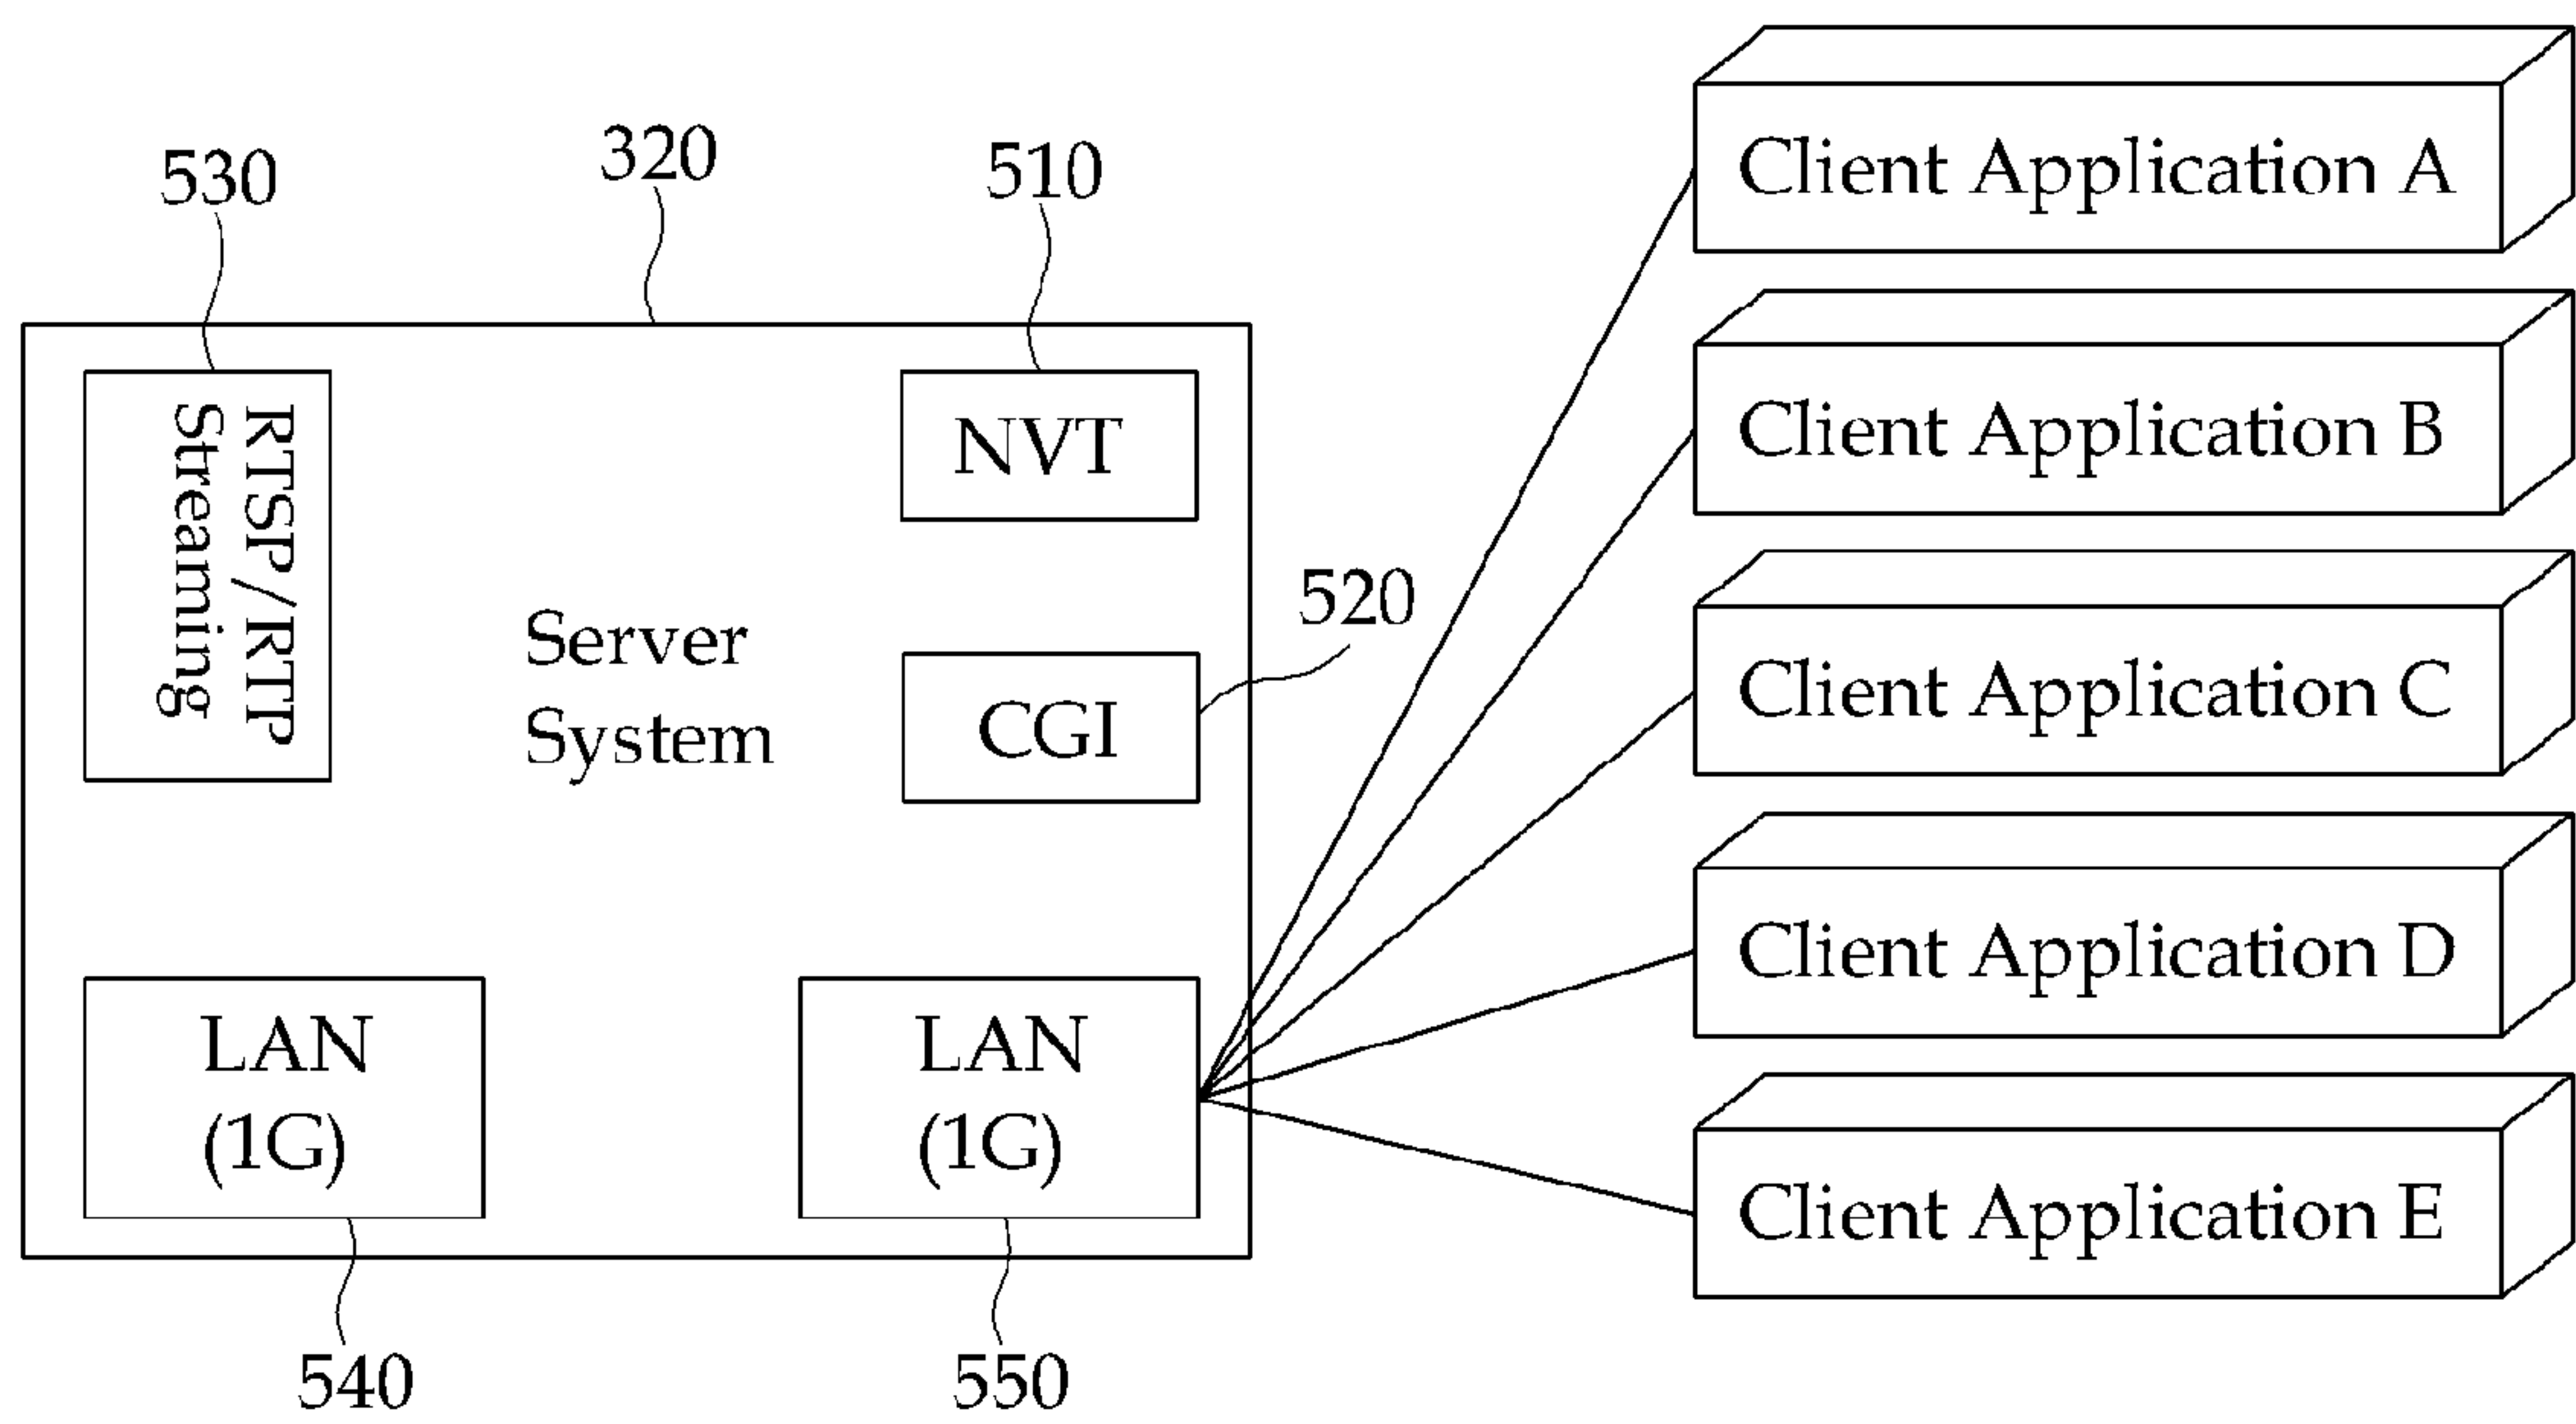 530
320
510
RTSP/RTP
Streaming
NVT
Server
System
520
CGI
LAN
(1G)
LAN
(1G)
540
550
Client Application A
Client Application B
Client Application C
Client Application D
Client Application E